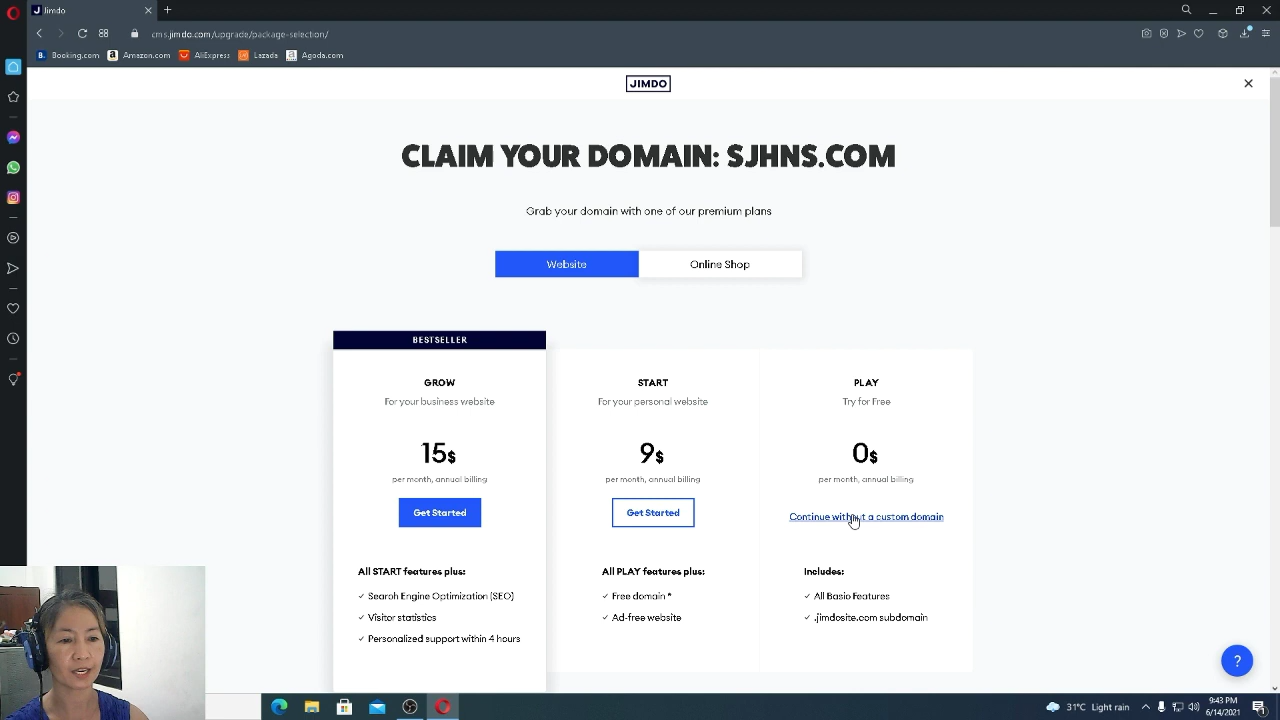 Jimdo
cms.jimdo.com/upgrade/package-selection/
B. Booking.com a Amazon.com AliExpress Lazada Agoda.com
JIMDO
CLAIM YOUR DOMAIN: SJHNS.COM
Grab your domain with one of our premium plans
Website Online Shop
BESTSELLER
GROW START PLAY
For your business website For your personal website Try for Free
15$ 9$ 0$
per month, annual billing per month, annual billing per month, annual billing
Get Started Get Started Continue without a custom domain
All START features plus: All PLAY features plus: Includes:
Search Engine Optimization (SEO) Free domain * All Basic Features
Visitor statistics Ad-free website .jimdosite.com subdomain
Personalized support within 4 hours
?
31°C Light rain 9:43 PM
6/14/2021